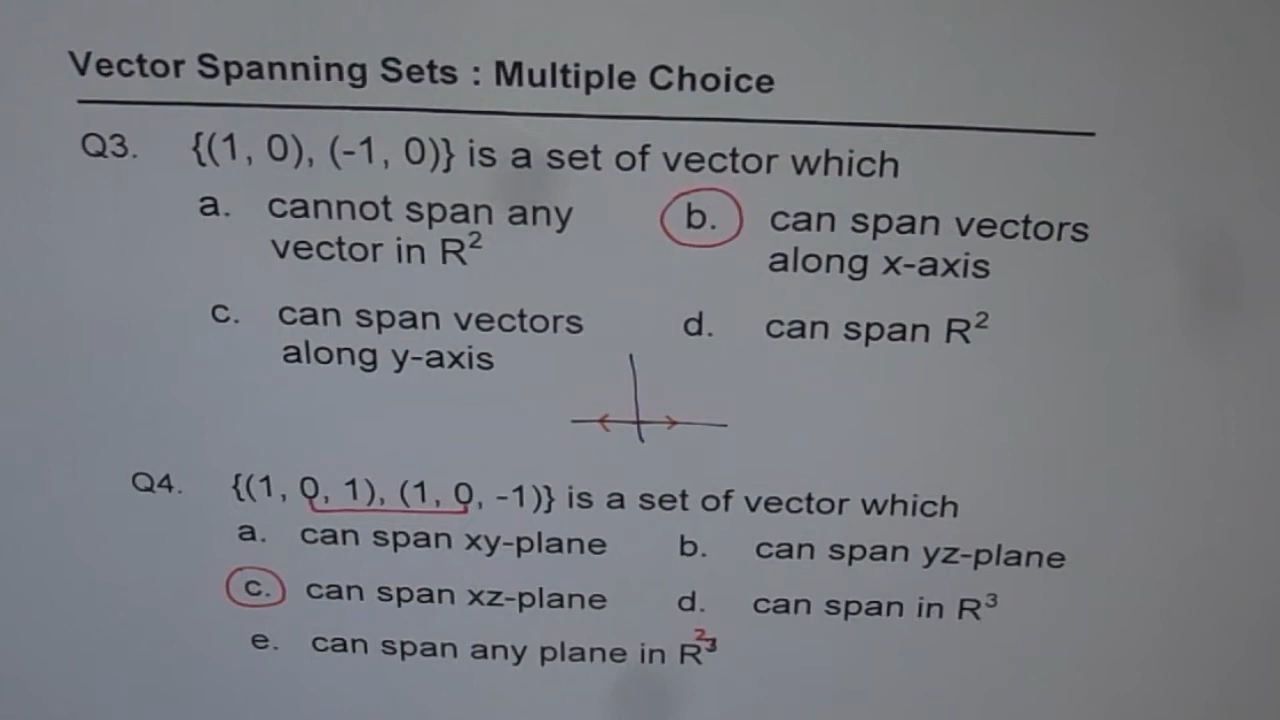 Vector Spanning Sets : Multiple Choice
Q3. {(1, 0), (-1, 0)} is a set of vector which
a. cannot span any
vector in R²
b. can span vectors
along x-axis
c. can span vectors
along y-axis
d. can span R²
Q4. {(1, 0, 1), (1, 0, -1)} is a set of vector which
a. can span xy-plane
b. can span yz-plane
c. can span xz-plane
d. can span in R³
e. can span any plane in R